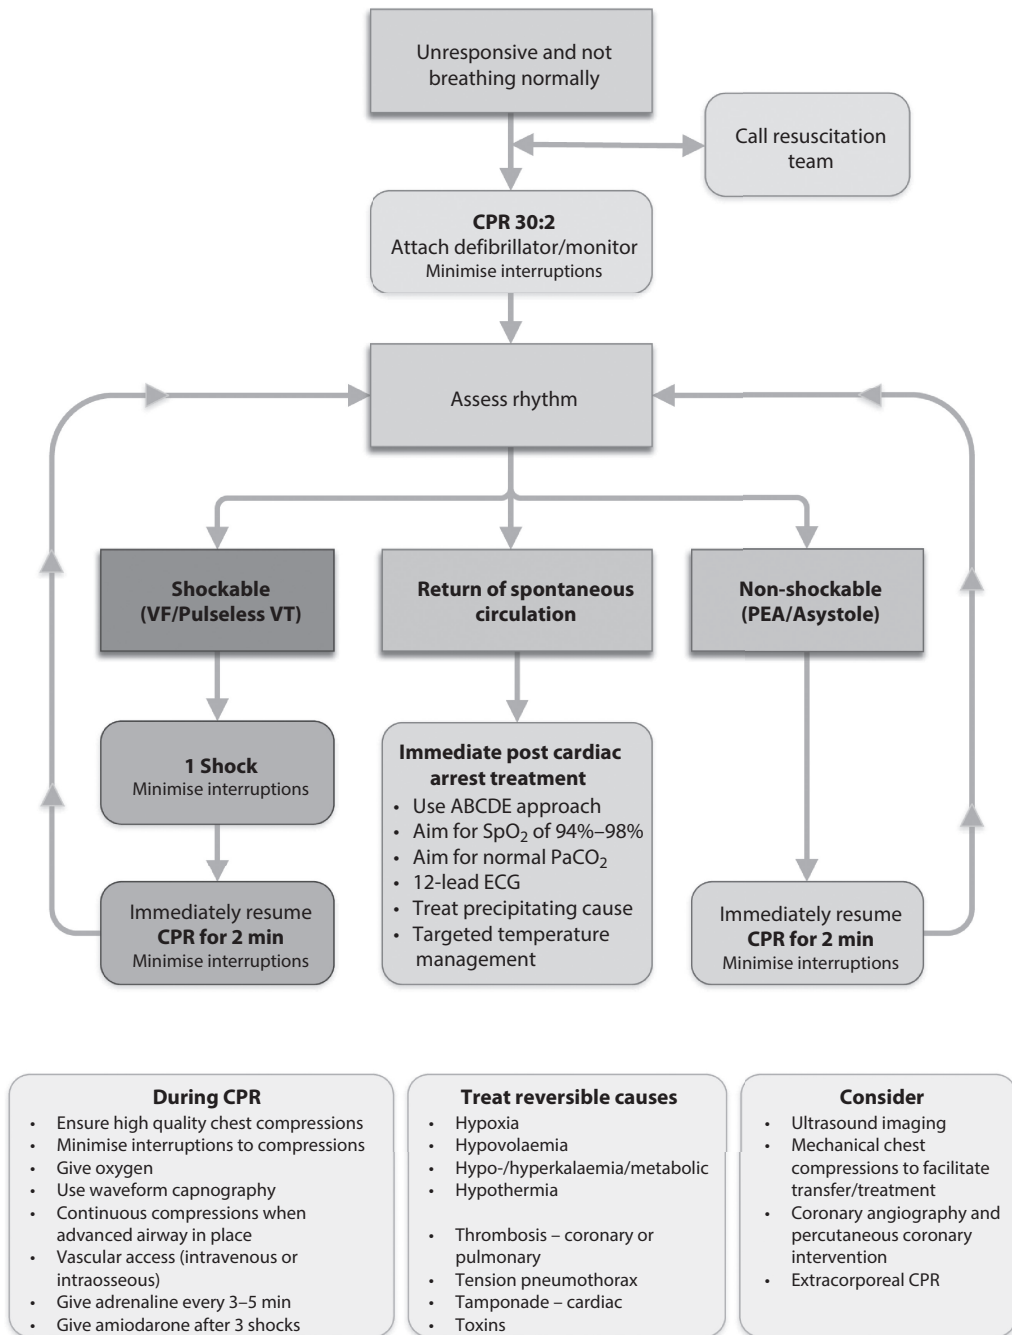 Unresponsive and not
breathing normally
Call resuscitation
team
CPR 30:2
Attach defibrillator/monitor
Minimise interruptions
Assess rhythm
Shockable
(VF/Pulseless VT)
Return of spontaneous
circulation
Non-shockable
(PEA/Asystole)
1 Shock
Minimise interruptions
Immediately resume
CPR for 2 min
Minimise interruptions
Immediate post cardiac
arrest treatment
• Use ABCDE approach
• Aim for SpO₂ of 94%–98%
• Aim for normal PaCO₂
• 12-lead ECG
• Treat precipitating cause
• Targeted temperature
management
Immediately resume
CPR for 2 min
Minimise interruptions
During CPR
• Ensure high quality chest compressions
• Minimise interruptions to compressions
• Give oxygen
• Use waveform capnography
• Continuous compressions when
advanced airway in place
• Vascular access (intravenous or
intraosseous)
• Give adrenaline every 3–5 min
• Give amiodarone after 3 shocks
Treat reversible causes
• Hypoxia
• Hypovolaemia
• Hypo-/hyperkalaemia/metabolic
• Hypothermia
• Thrombosis – coronary or
pulmonary
• Tension pneumothorax
• Tamponade – cardiac
• Toxins
Consider
• Ultrasound imaging
• Mechanical chest
compressions to facilitate
transfer/treatment
• Coronary angiography and
percutaneous coronary
intervention
• Extracorporeal CPR